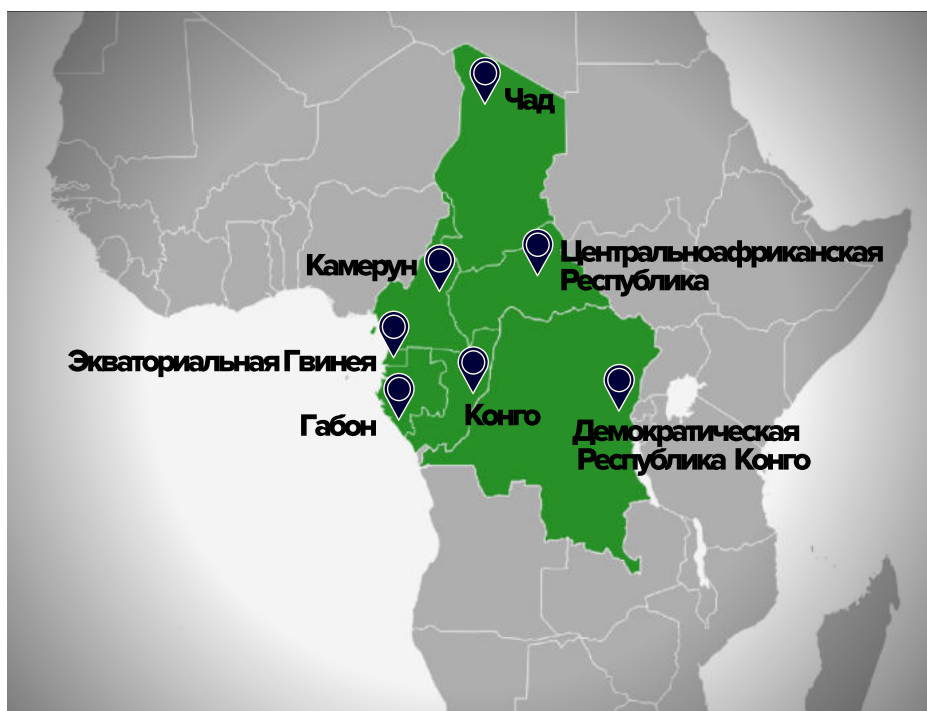 Чад
Центральноафриканская
Республика
Камерун
Экваториальная Гвинея
Габон
Конго
Демократическая
Республика Конго